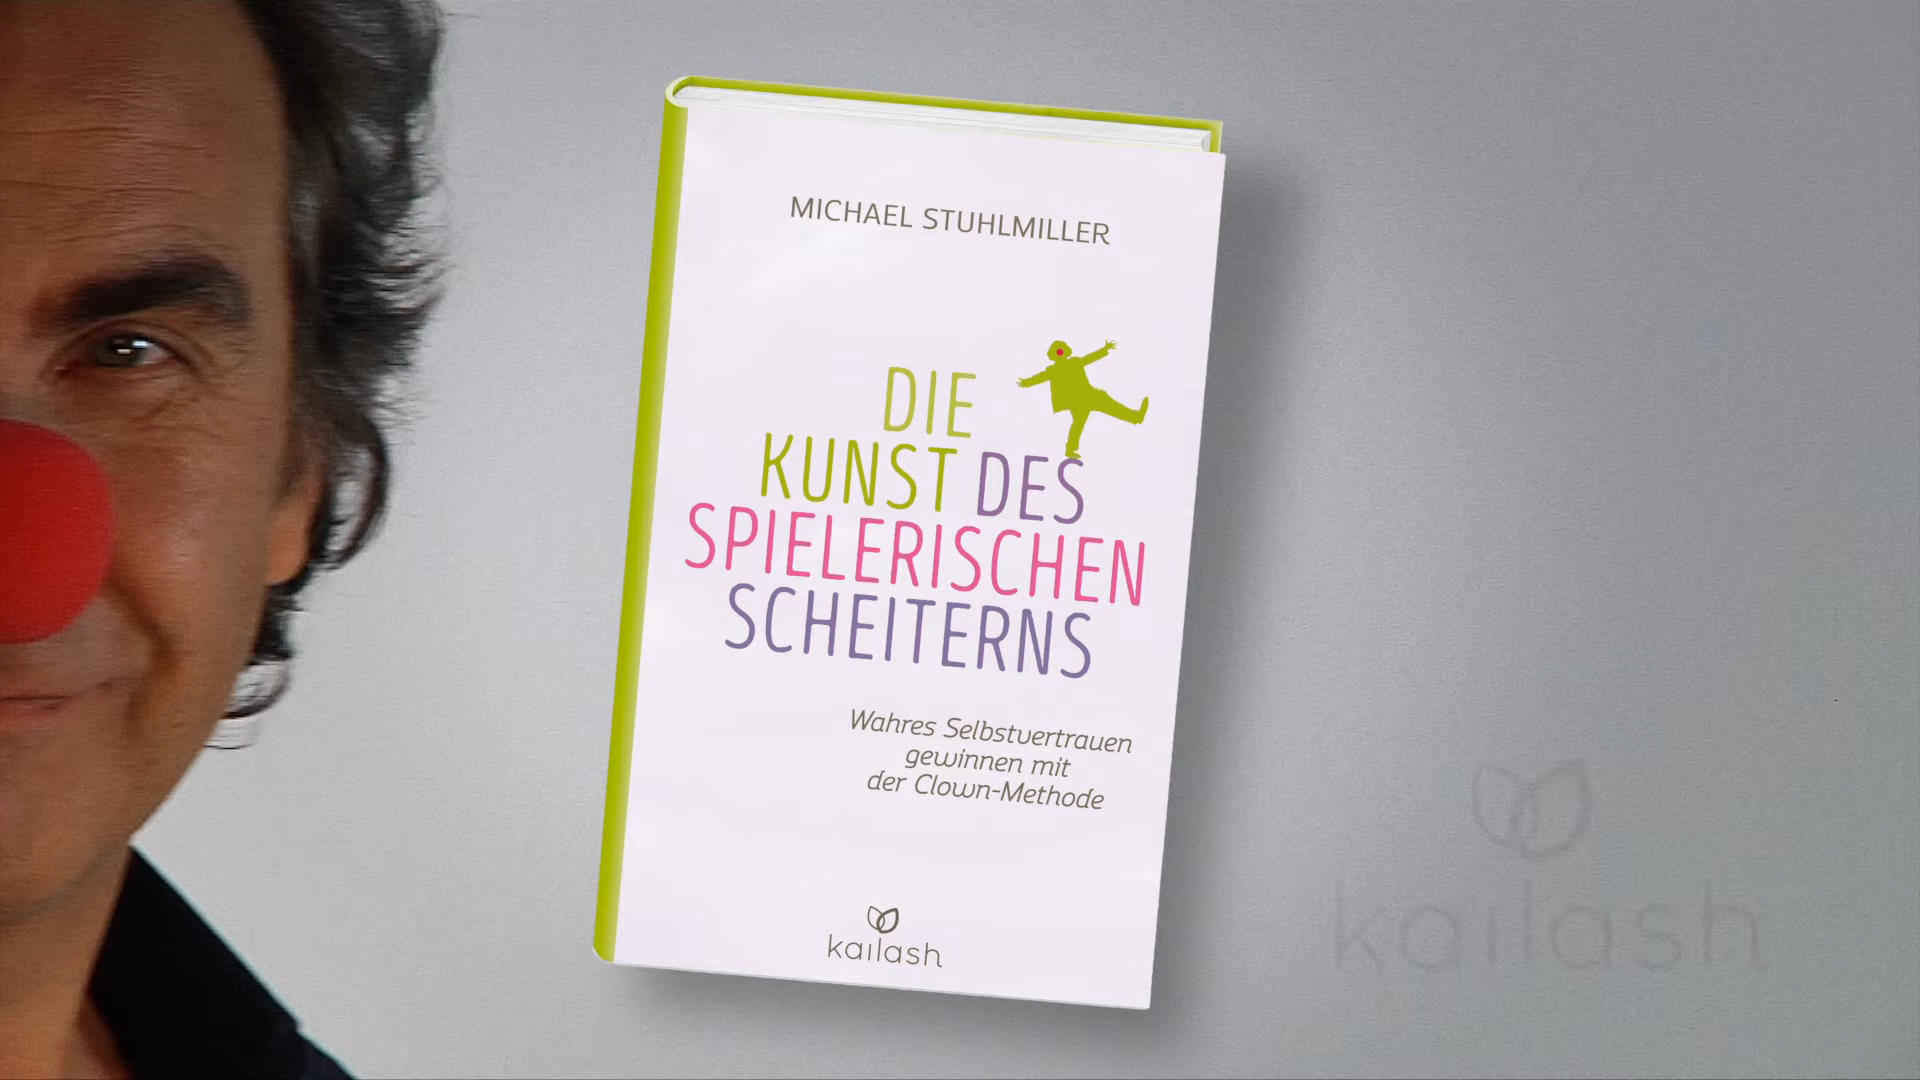 MICHAEL STUHLMILLER
DIE
KUNST DES
SPIELERISCHEN
SCHEITERNS
Wahres Selbstvertrauen
gewinnen mit
der Clown-Methode
kailash
kailash